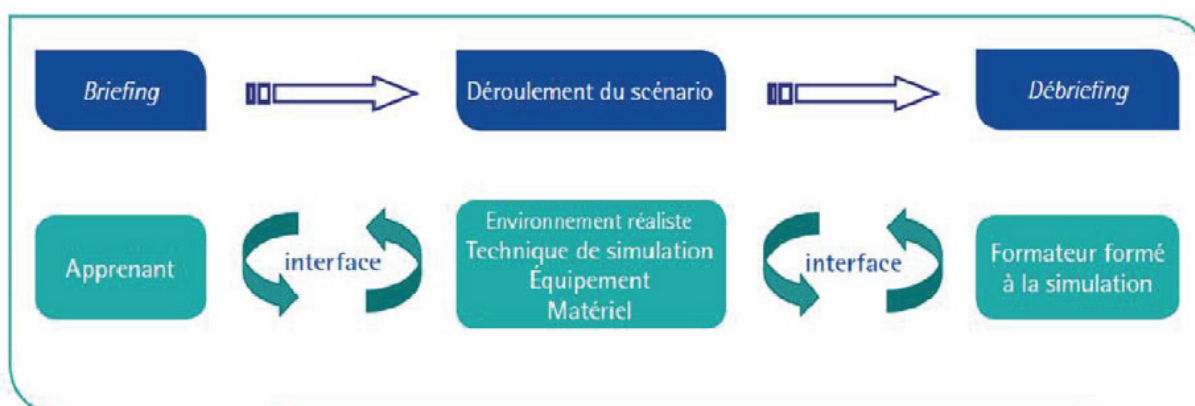 Briefing
Déroulement du scénario
Débriefing
Apprenant
interface
Environnement réaliste
Technique de simulation
Équipement
Matériel
interface
Formateur formé
à la simulation